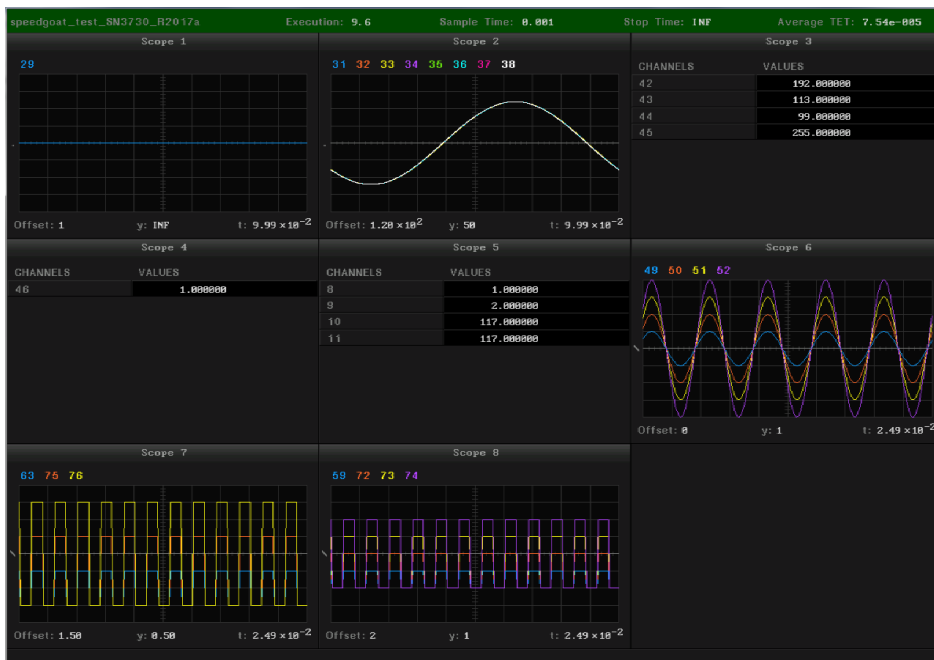 speedgoat_test_SN3730_R2017a Execution: 9.6 Sample Time: 0.001 Stop Time: INF Average TET: 7.54e-005
Scope 1
29
Offset: 1 y: INF t: 9.99×10⁻²
Scope 2
31 32 33 34 35 36 37 38
Offset: 1.20×10² y: 50 t: 9.99×10⁻²
Scope 3
CHANNELS VALUES
42 192.000000
43 113.000000
44 99.000000
45 255.000000
Scope 4
CHANNELS VALUES
46 1.000000
Scope 5
CHANNELS VALUES
8 1.000000
9 2.000000
10 117.000000
11 117.000000
Scope 6
49 50 51 52
Offset: 0 y: 1 t: 2.49×10⁻²
Scope 7
63 75 76
Offset: 1.50 y: 0.50 t: 2.49×10⁻²
Scope 8
59 72 73 74
Offset: 2 y: 1 t: 2.49×10⁻²